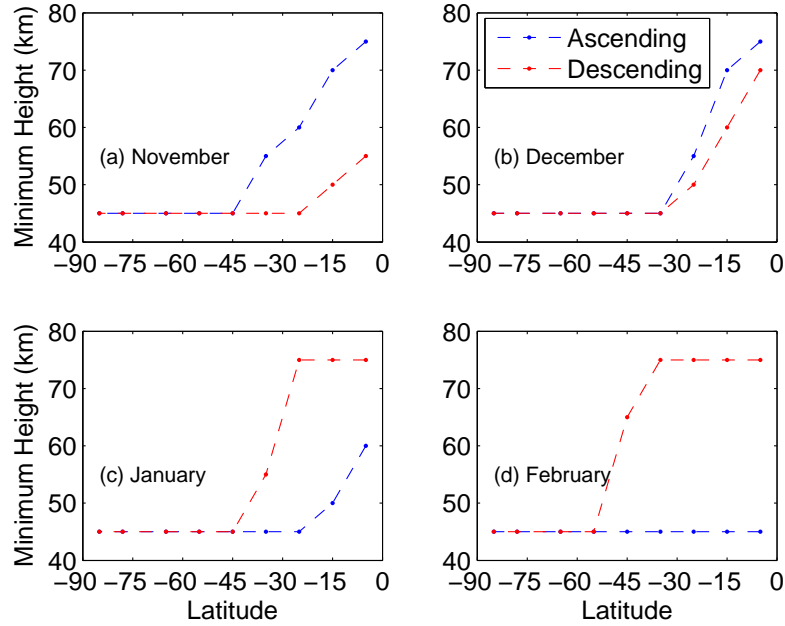 80
70
60
50
40
Minimum Height (km)
(a) November
−90 −75 −60 −45 −30 −15 0
80
70
60
50
40
Ascending
Descending
(b) December
−90 −75 −60 −45 −30 −15 0
80
70
60
50
40
Minimum Height (km)
(c) January
−90 −75 −60 −45 −30 −15 0
Latitude
80
70
60
50
40
(d) February
−90 −75 −60 −45 −30 −15 0
Latitude